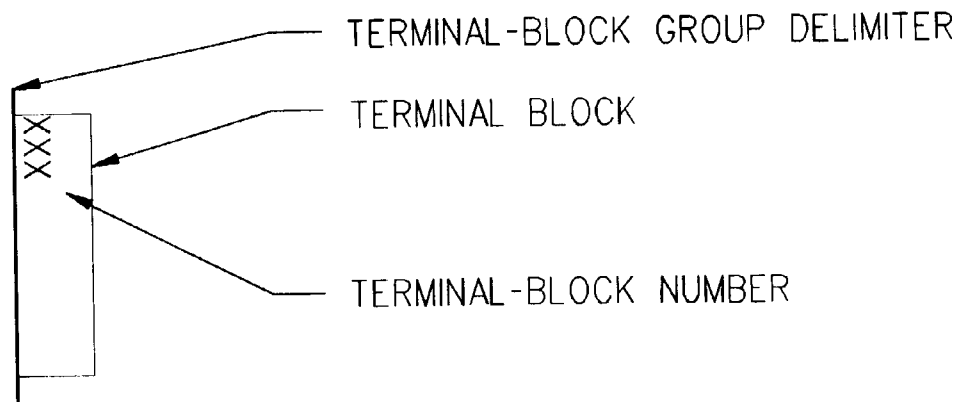 TERMINAL-BLOCK GROUP DELIMITER
TERMINAL BLOCK
XXX
TERMINAL-BLOCK NUMBER